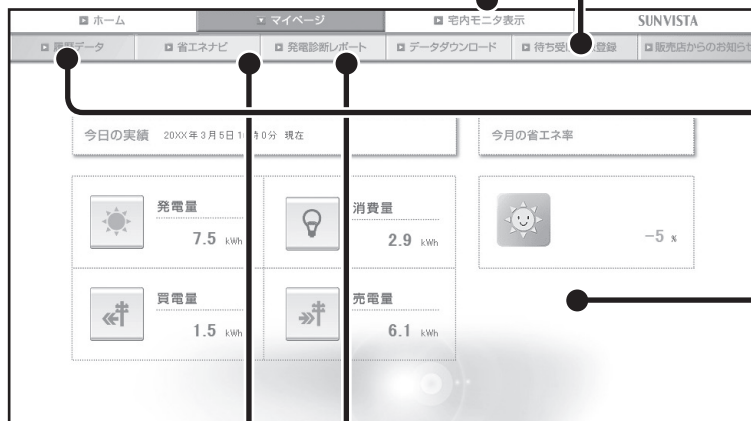 ホーム マイページ 宅内モニタ表示 SUNVISTA
データ 省エネナビ 発電診断レポート データダウンロード 待ち受け 登録 販売店からのお知らせ
今日の実績 20XX年3月5日1 時0分 現在 今月の省エネ率
発電量 消費量
7.5 kWh 2.9 kWh -5 %
買電量 売電量
1.5 kWh 6.1 kWh